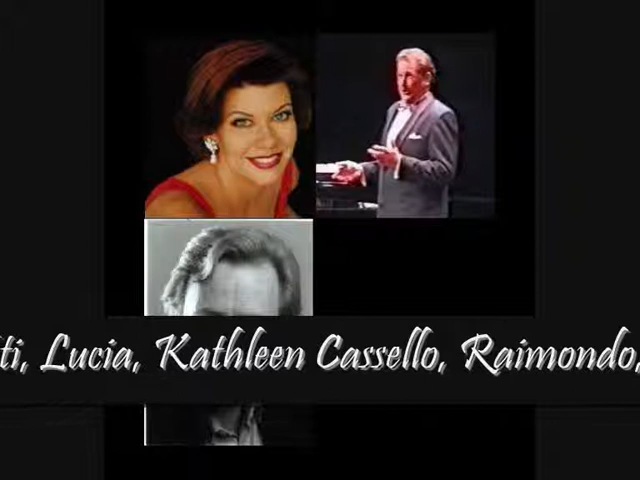 ti, Lucia, Kathleen Cassello, Raimondo,